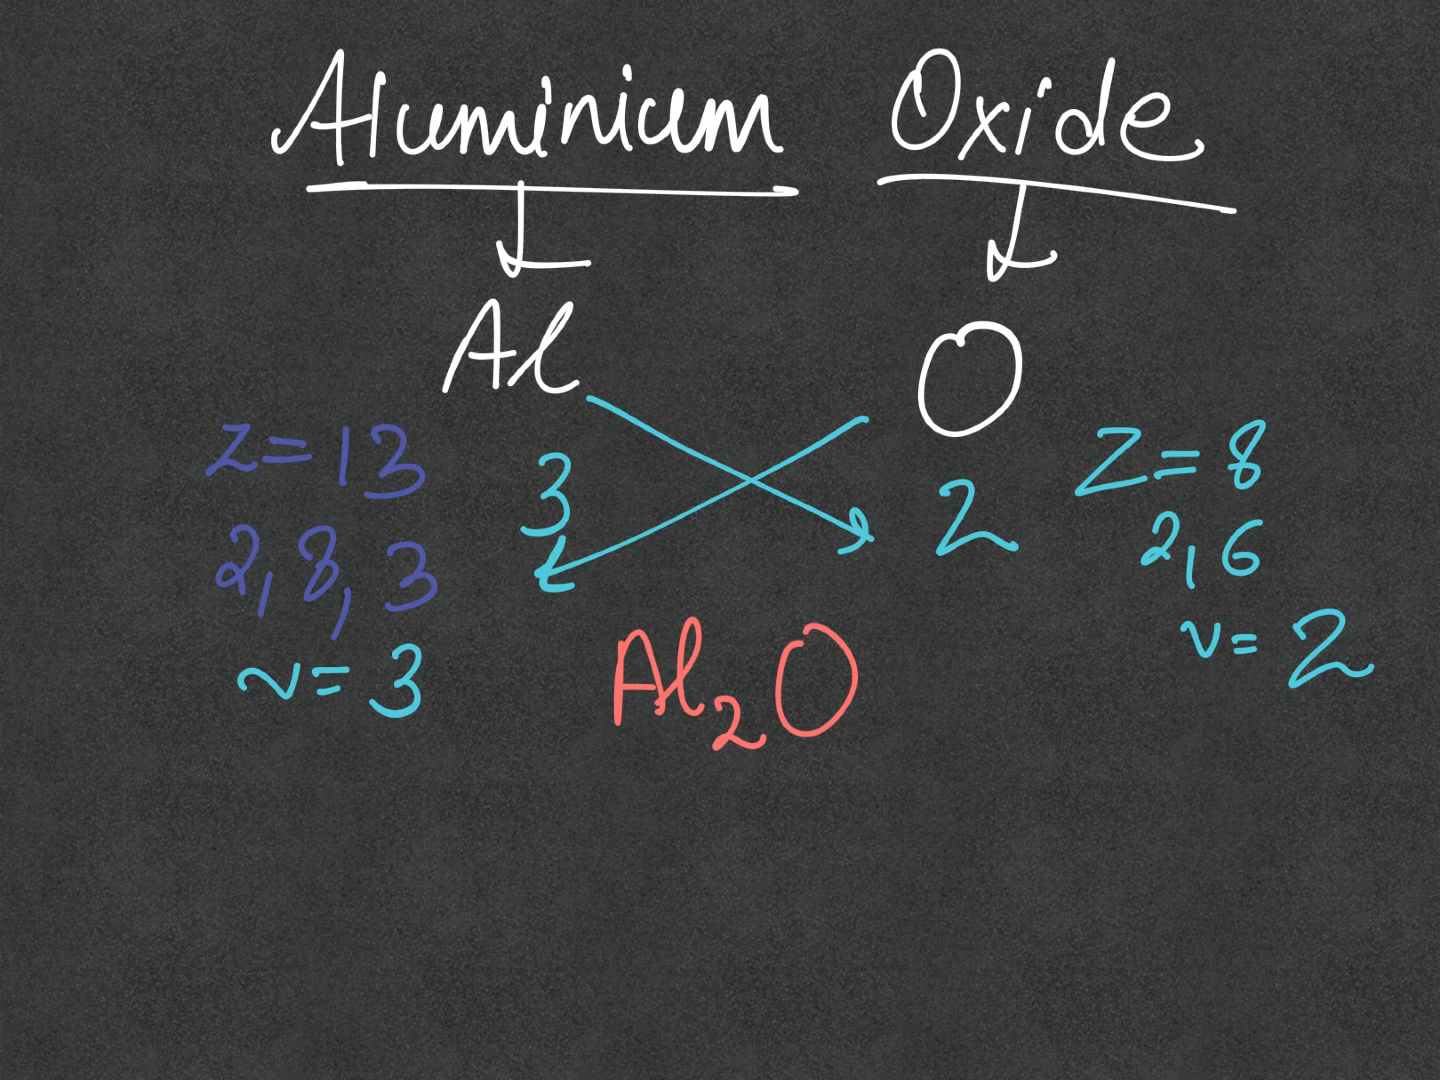 Aluminium Oxide
Al O
z = 13 3 2 Z = 8
2, 8, 3 2, 6
v = 3 v = 2
Al₂O